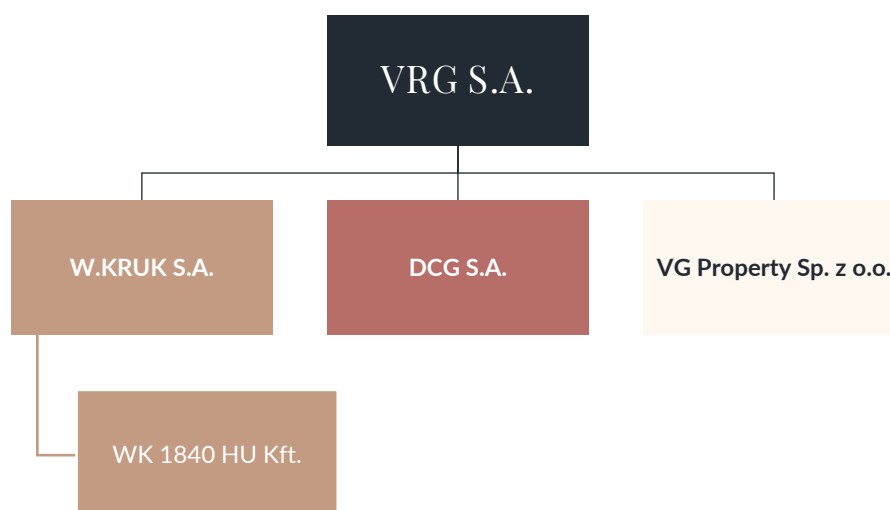 VRG S.A.
W.KRUK S.A.
DCG S.A.
VG Property Sp. z o.o.
WK 1840 HU Kft.